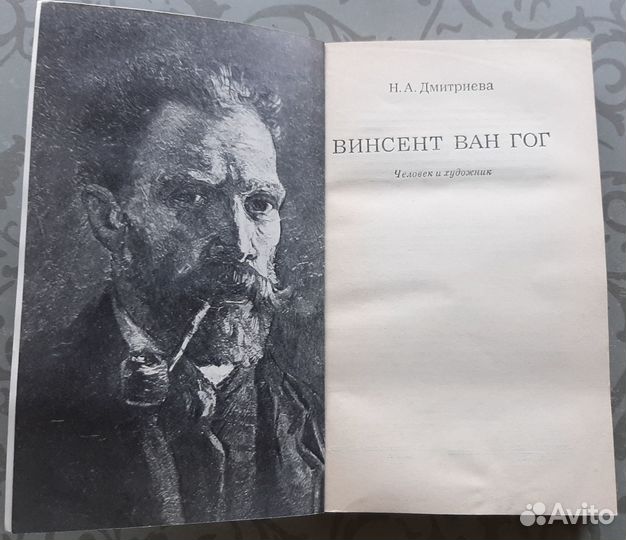 Н. А. Дмитриева
ВИНСЕНТ ВАН ГОГ
Человек и художник
Avito